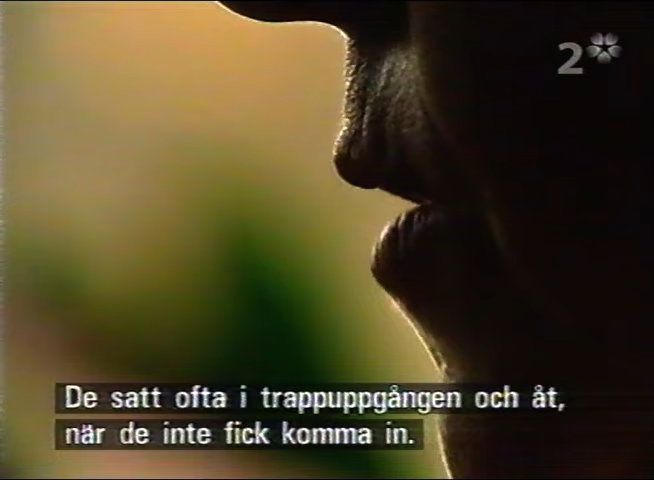 2
De satt ofta i trappuppgången och åt,
när de inte fick komma in.